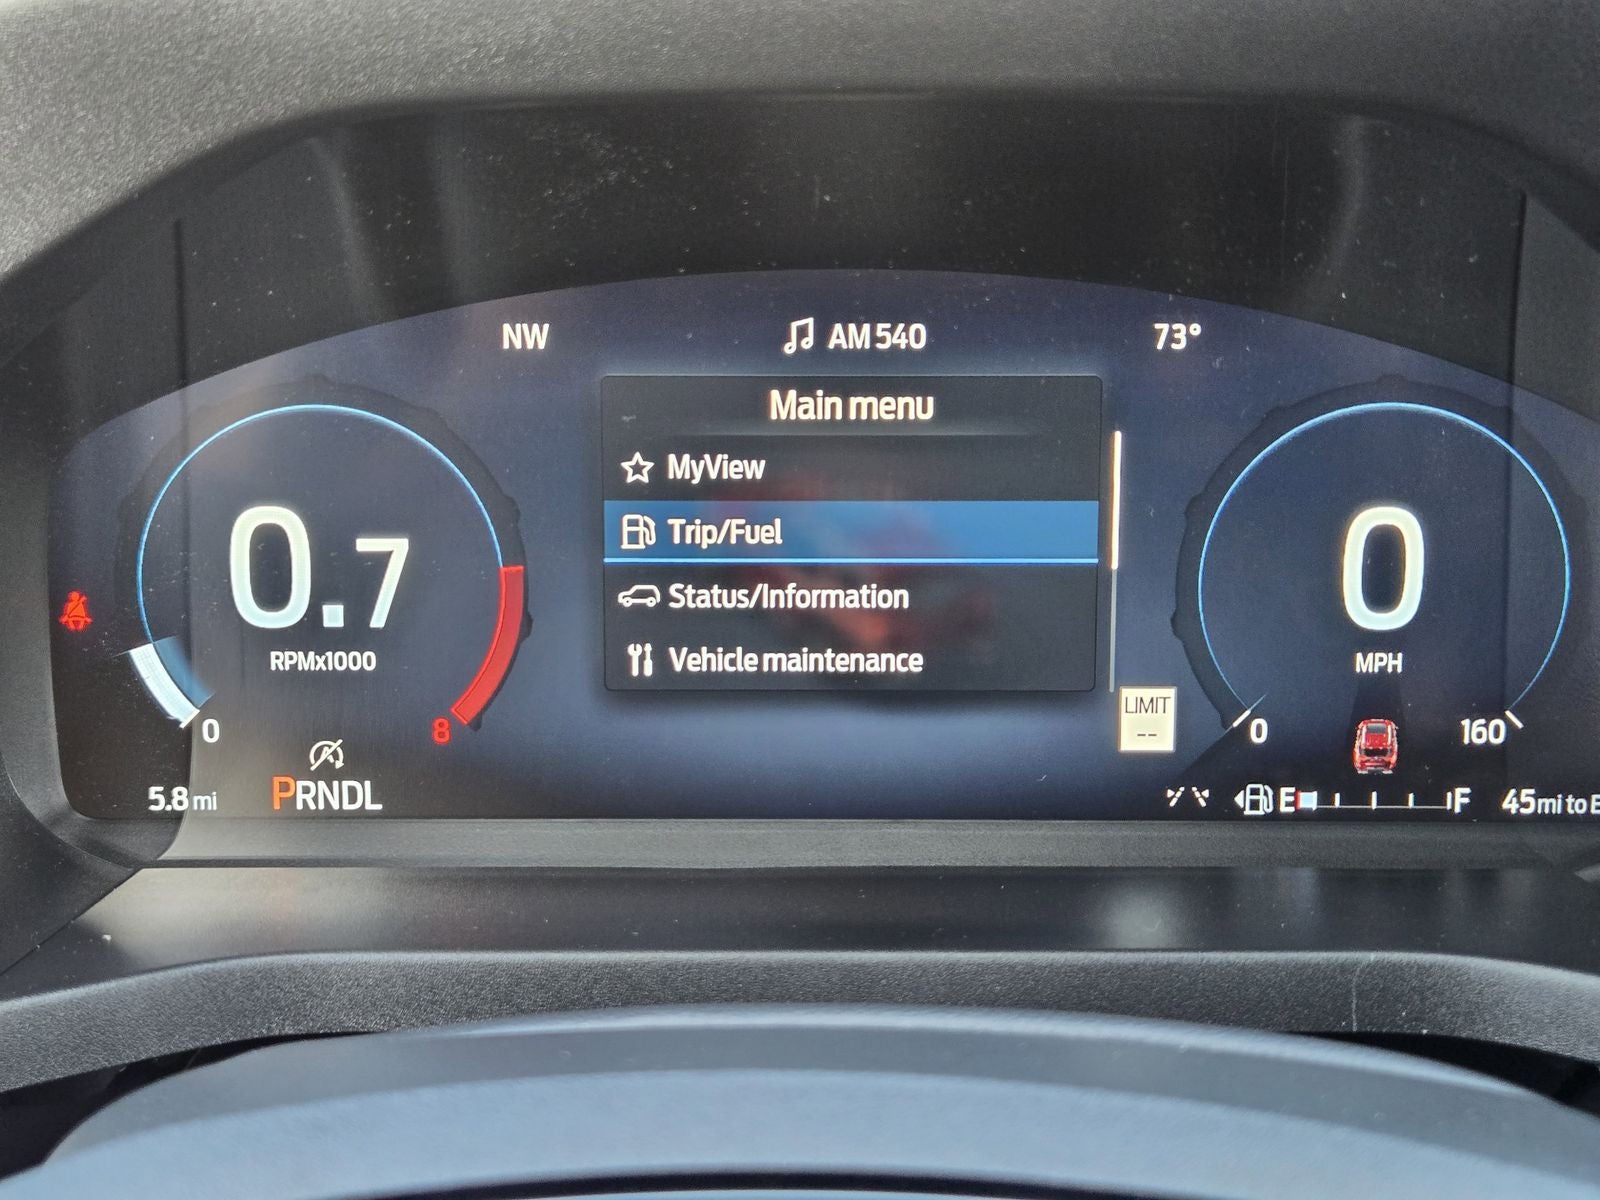 NW
AM 540
73°
Main menu
MyView
Trip/Fuel
Status/Information
Vehicle maintenance
0.7
RPMx1000
0
8
0
MPH
0
160
LIMIT
--
5.8 mi
PRNDL
E
F
45mi to E